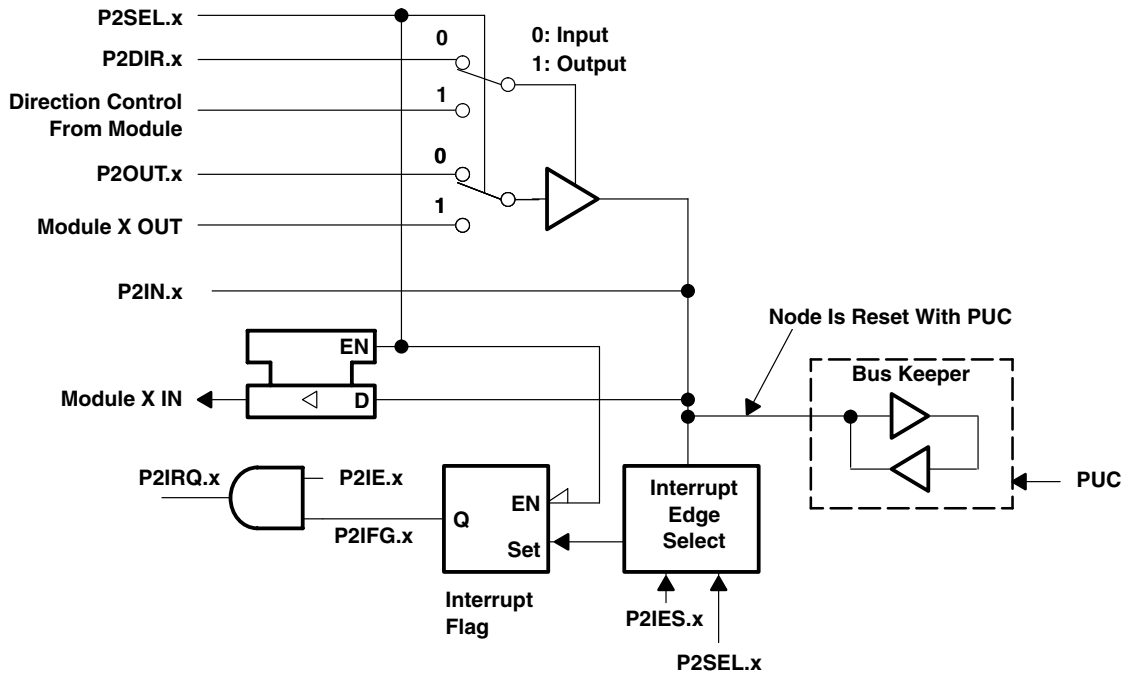 P2SEL.x
0
0: Input
1: Output
P2DIR.x
1
Direction Control
From Module
0
P2OUT.x
1
Module X OUT
P2IN.x
Node Is Reset With PUC
EN
Bus Keeper
Module X IN
D
P2IRQ.x
P2IE.x
Interrupt
Edge
Select
PUC
EN
Q
P2IFG.x
Set
Interrupt
Flag
P2IES.x
P2SEL.x